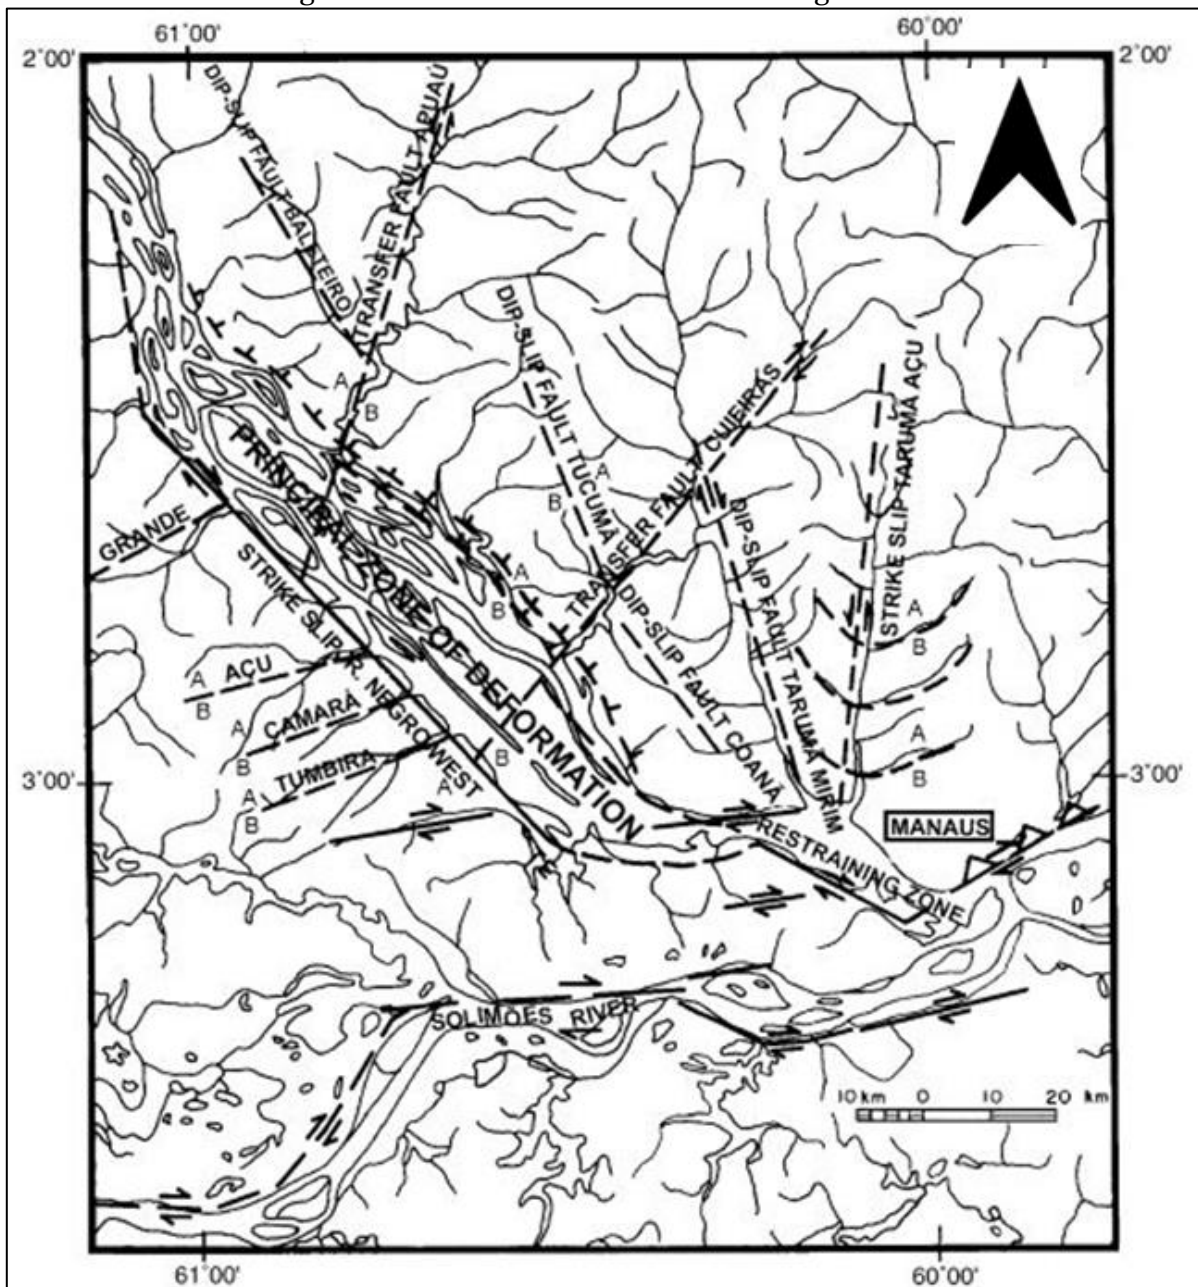 61°00'
60°00'
2°00'
2°00'
DIP-SLIP FAULT BALATEIRO
TRANSFER FAULT APUAÚ
DIP-SLIP FAULT TUCUMÃ
TRANSFER FAULT CUIEIRAS
STRIKE SLIP TARUMÃ AÇU
A
B
A
B
PRINCIPAL ZONE OF DEFORMATION
DIP-SLIP FAULT TARUMÃ MIRIM
GRANDE
STRIKE SLIP R. NEGRO WEST
A
B
DIP-SLIP FAULT COANÃ
A
B
A
AÇU
B
A
CAMARÁ
B
A
TUMBIRA
B
B
A
A
B
3°00'
3°00'
MANAUS
RESTRAINING ZONE
SOLIMÕES RIVER
10 km 0 10 20 km
61°00'
60°00'